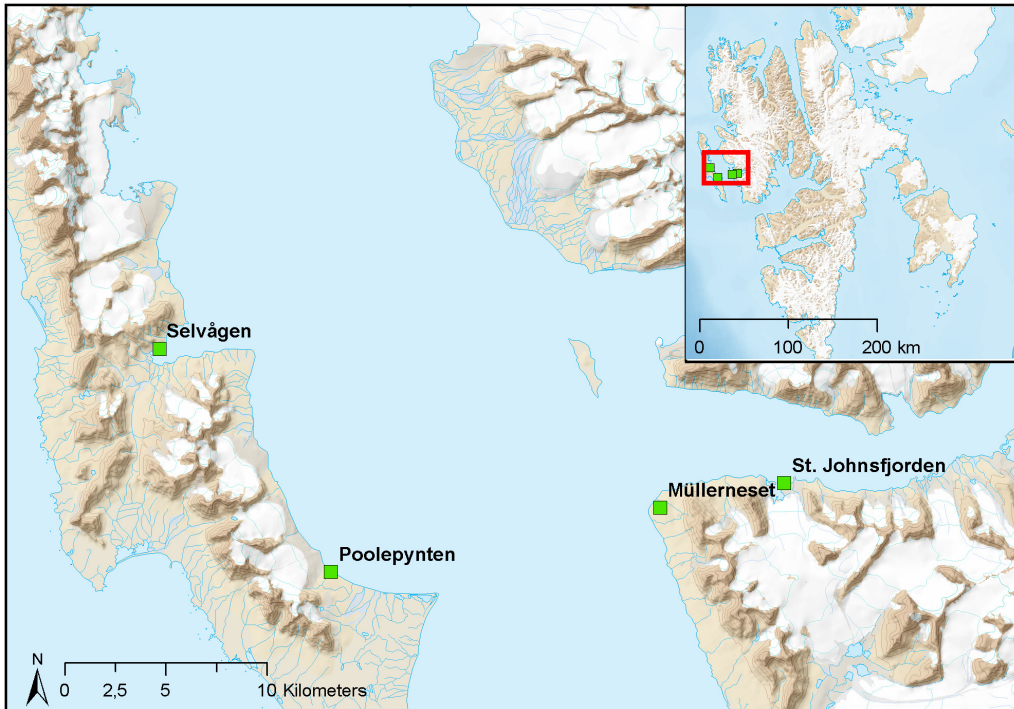 0 100 200 km
Selvågen
St. Johnsfjorden
Müllerneset
Poolepynten
N
0 2,5 5 10 Kilometers